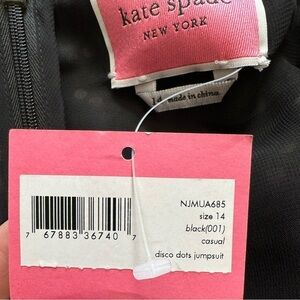 kate spade
NEW YORK
14 made in china
NJMUA685
size 14
black(001)
casual
disco dots jumpsuit
7 67883 36740 7